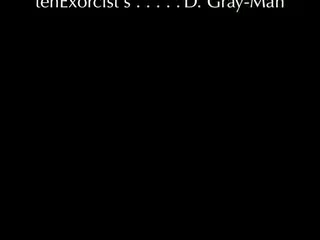 tenExorcist's . . . . . D. Gray-Man